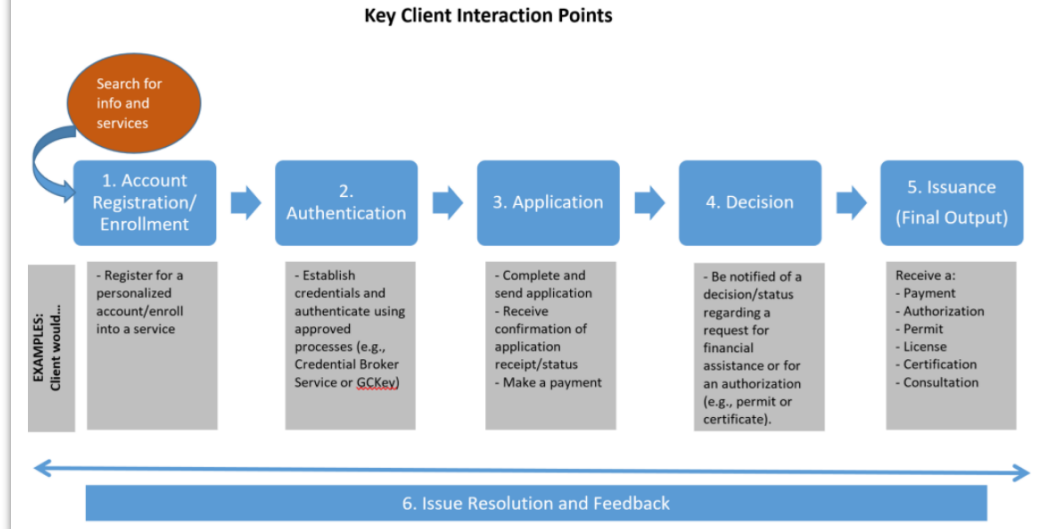 Key Client Interaction Points
Search for
info and
services
1. Account
Registration/
Enrollment
2.
Authentication
3. Application
4. Decision
5. Issuance
(Final Output)
EXAMPLES:
Client would...
- Register for a
personalized
account/enroll
into a service
- Establish
credentials and
authenticate using
approved
processes (e.g.,
Credential Broker
Service or GCKey)
- Complete and
send application
- Receive
confirmation of
application
receipt/status
- Make a payment
- Be notified of a
decision/status
regarding a
request for
financial
assistance or for
an authorization
(e.g., permit or
certificate).
Receive a:
- Payment
- Authorization
- Permit
- License
- Certification
- Consultation
6. Issue Resolution and Feedback